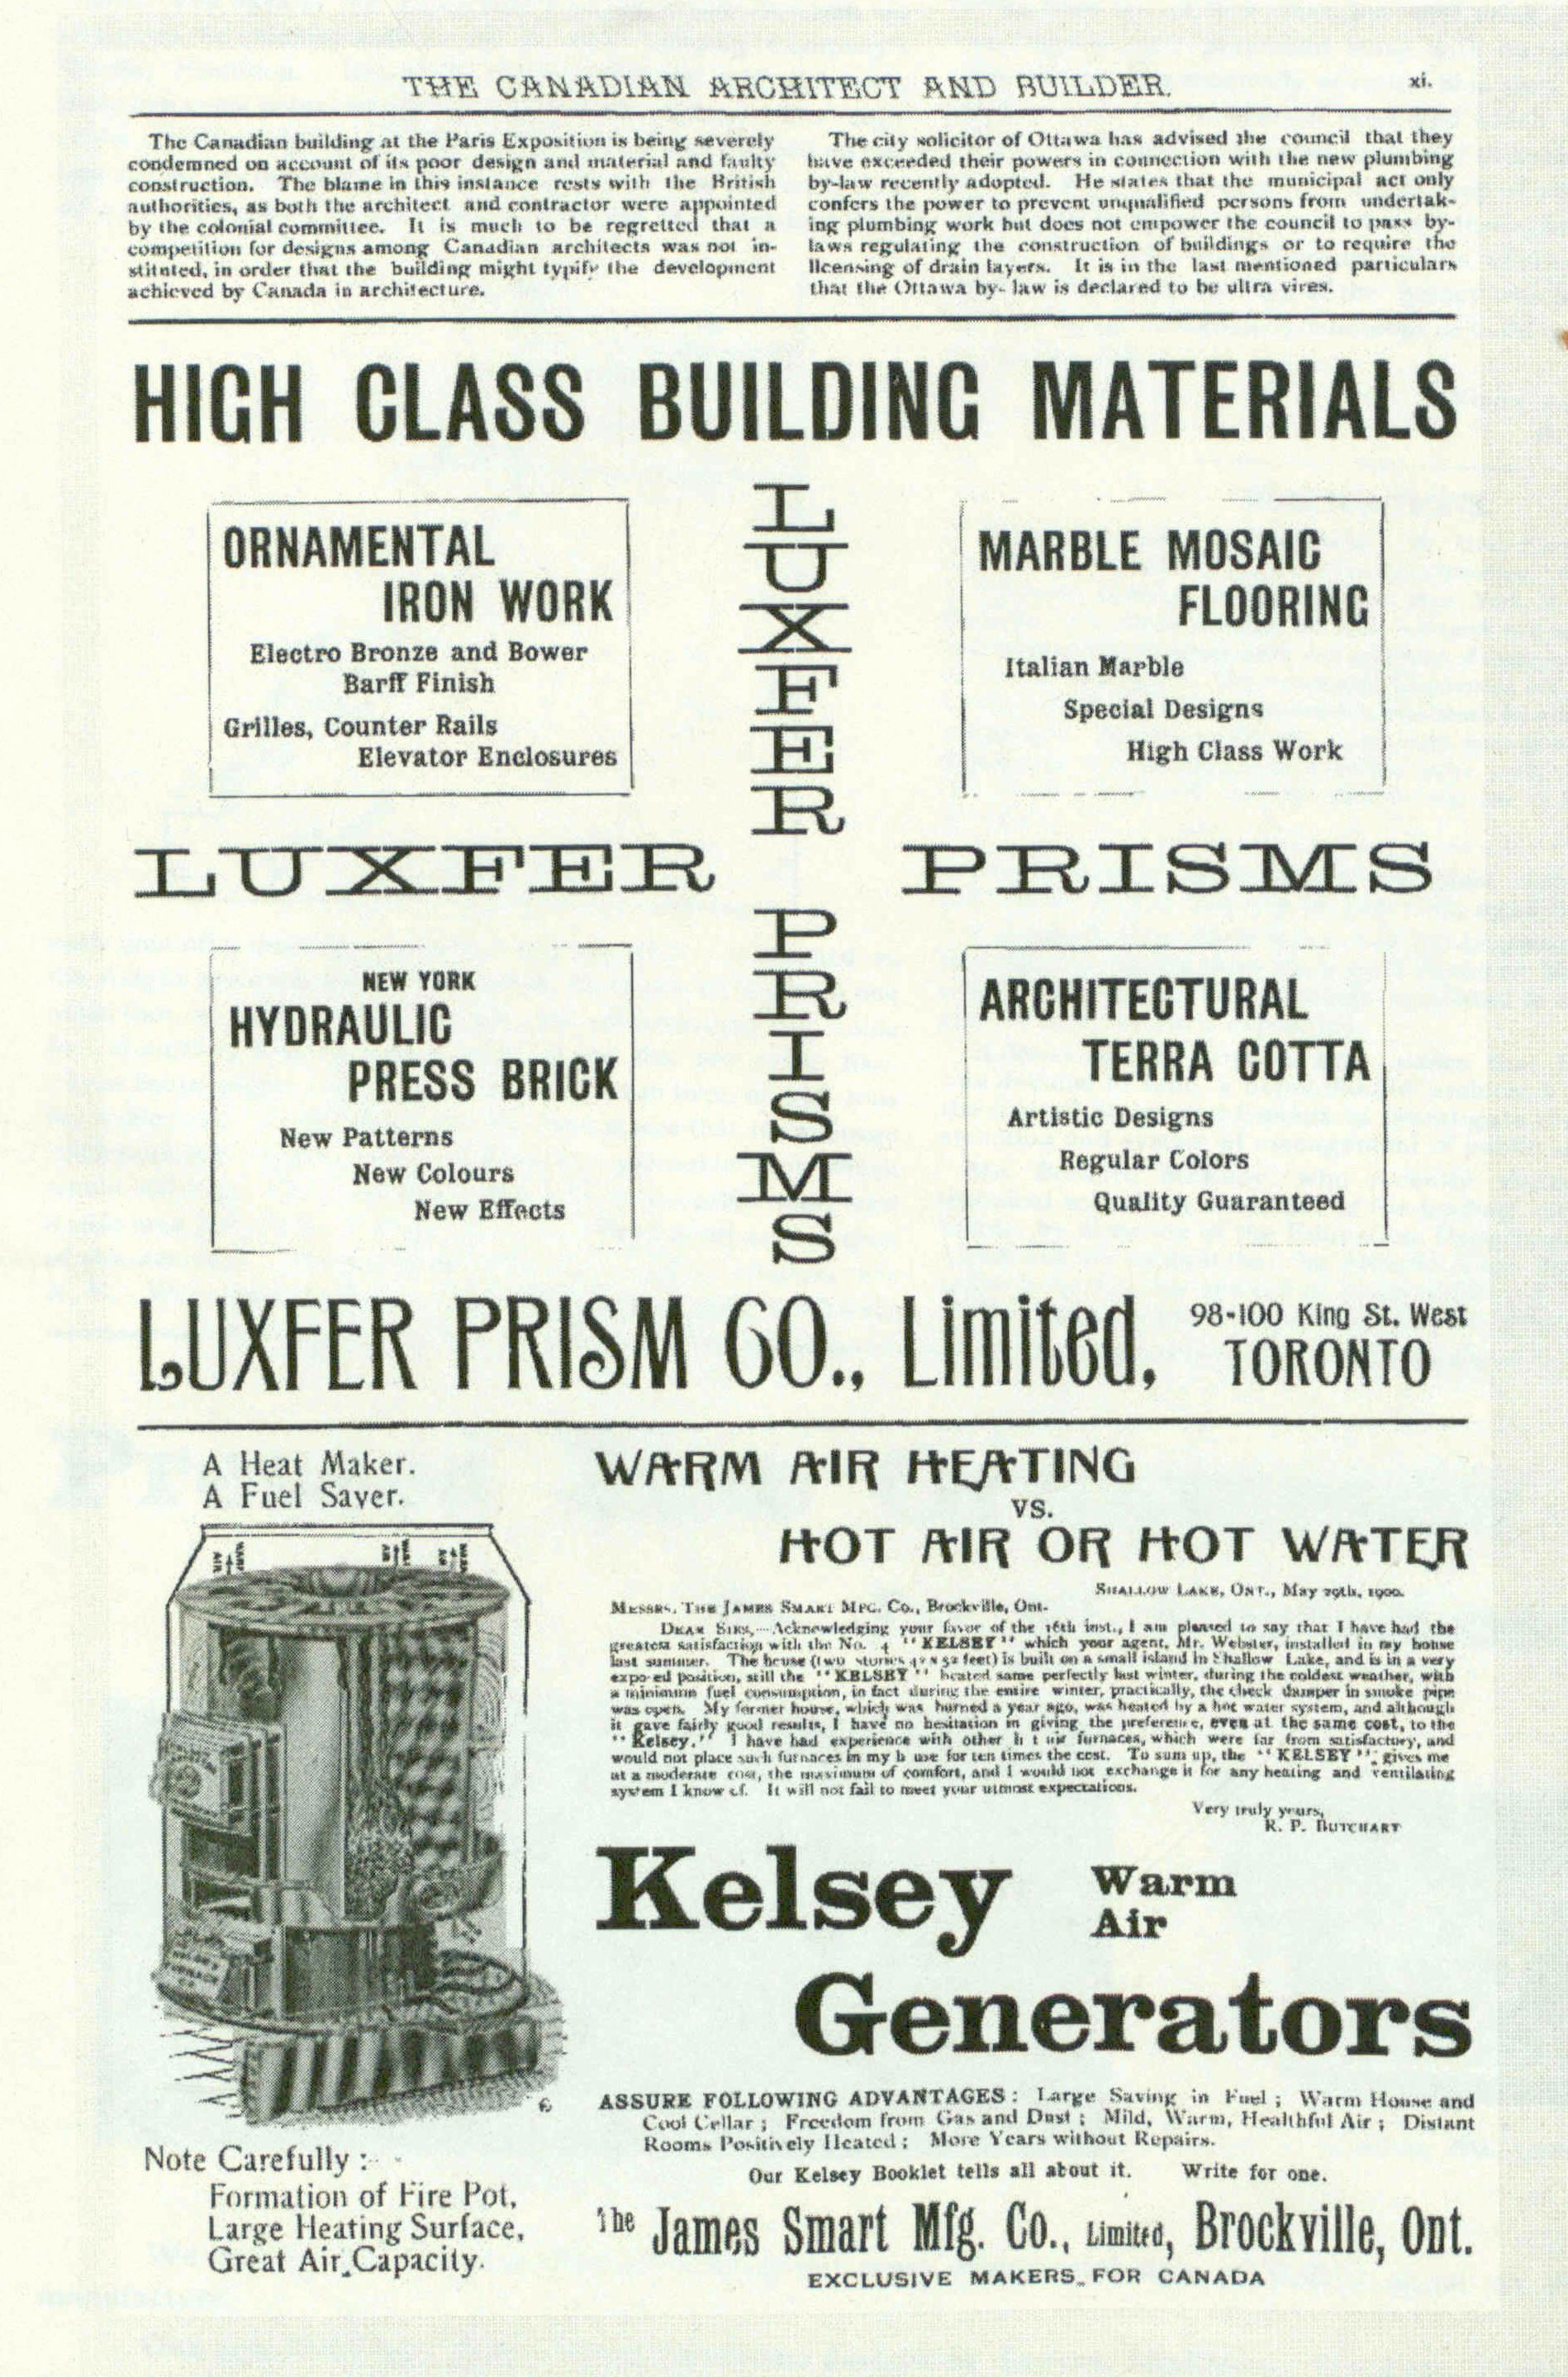 THE CANADIAN ARCHITECT AND BUILDER.
xi.
The Canadian building at the Paris Exposition is being severely
condemned on account of its poor design and material and faulty
construction. The blame in this instance rests with the British
authorities, as both the architect and contractor were appointed
by the colonial committee. It is much to be regretted that a
competition for designs among Canadian architects was not in-
stituted, in order that the building might typify the development
achieved by Canada in architecture.
The city solicitor of Ottawa has advised the council that they
have exceeded their powers in connection with the new plumbing
by-law recently adopted. He states that the municipal act only
confers the power to prevent unqualified persons from undertak-
ing plumbing work but does not empower the council to pass by-
laws regulating the construction of buildings or to require the
licensing of drain layers. It is in the last mentioned particulars
that the Ottawa by-law is declared to be ultra vires.
HIGH CLASS BUILDING MATERIALS
ORNAMENTAL
IRON WORK
Electro Bronze and Bower
Barff Finish
Grilles, Counter Rails
Elevator Enclosures
LUXFER PRISMS
MARBLE MOSAIC
FLOORING
Italian Marble
Special Designs
High Class Work
LUXFER PRISMS
NEW YORK
HYDRAULIC
PRESS BRICK
New Patterns
New Colours
New Effects
ARCHITECTURAL
TERRA COTTA
Artistic Designs
Regular Colors
Quality Guaranteed
LUXFER PRISM CO., Limited,
98-100 King St. West
TORONTO
A Heat Maker.
A Fuel Saver.
Note Carefully :-
Formation of Fire Pot,
Large Heating Surface,
Great Air Capacity.
WARM AIR HEATING
VS.
HOT AIR OR HOT WATER
SHALLOW LAKE, ONT., May 29th, 1900.
MESSRS. THE JAMES SMART MFG. CO., Brockville, Ont.
DEAR SIRS,—Acknowledging your favor of the 16th inst., I am pleased to say that I have had the
greatest satisfaction with the No. 4 "KELSEY" which your agent, Mr. Webster, installed in my house
last summer. The house (two stories 42 x 52 feet) is built on a small island in Shallow Lake, and is in a very
exposed position, still the "KELSEY" heated same perfectly last winter, during the coldest weather, with
a minimum fuel consumption, in fact during the entire winter, practically, the check damper in smoke pipe
was open. My former house, which was burned a year ago, was heated by a hot water system, and although
it gave fairly good results, I have no hesitation in giving the preference, even at the same cost, to the
"Kelsey." I have had experience with other h t air furnaces, which were far from satisfactory, and
would not place such furnaces in my h use for ten times the cost. To sum up, the "KELSEY" gives me
at a moderate cost, the maximum of comfort, and I would not exchange it for any heating and ventilating
system I know of. It will not fail to meet your utmost expectations.
Very truly yours,
R. P. BUTCHART
Kelsey Warm
Air
Generators
ASSURE FOLLOWING ADVANTAGES: Large Saving in Fuel ; Warm House and
Cool Cellar ; Freedom from Gas and Dust ; Mild, Warm, Healthful Air ; Distant
Rooms Positively Heated ; More Years without Repairs.
Our Kelsey Booklet tells all about it. Write for one.
The James Smart Mfg. Co., Limited, Brockville, Ont.
EXCLUSIVE MAKERS FOR CANADA